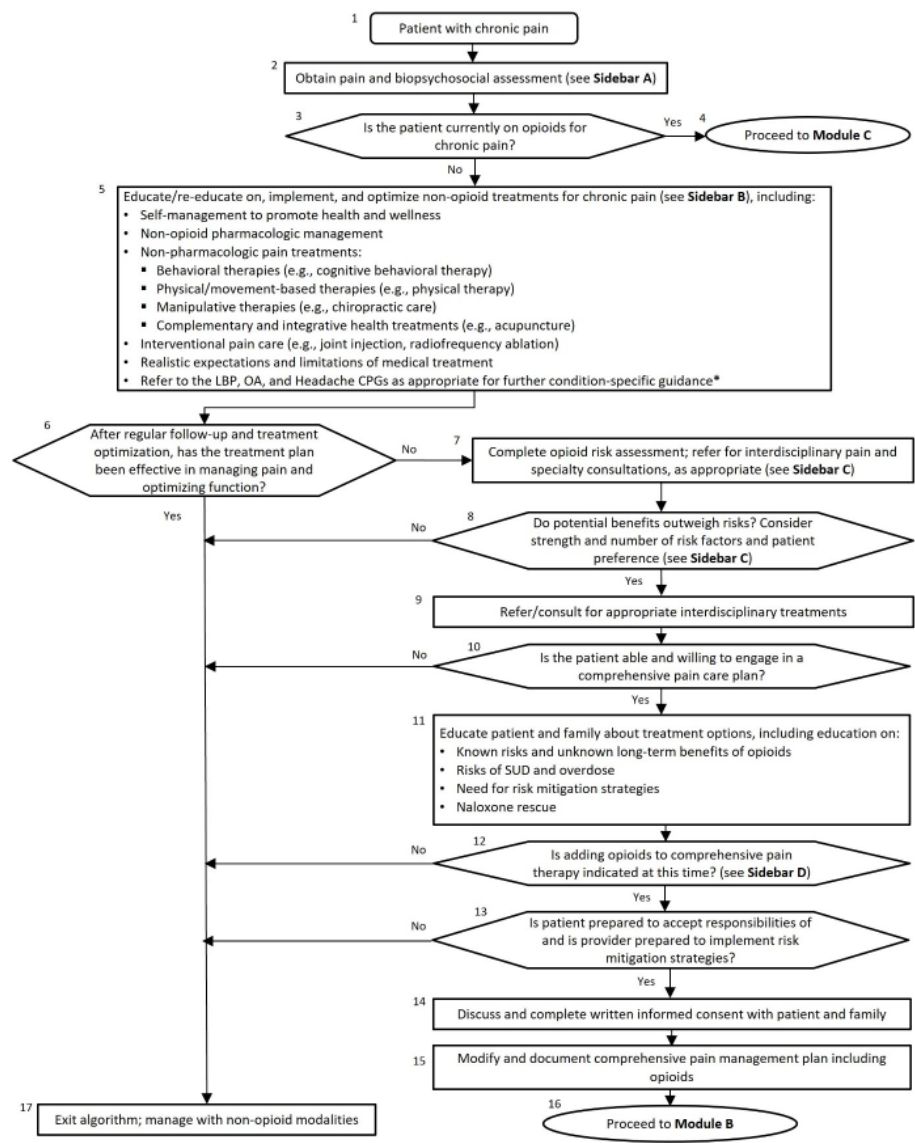 1
Patient with chronic pain
2
Obtain pain and biopsychosocial assessment (see Sidebar A)
3
Is the patient currently on opioids for
chronic pain?
Yes
4
Proceed to Module C
No
5
Educate/re-educate on, implement, and optimize non-opioid treatments for chronic pain (see Sidebar B), including:
• Self-management to promote health and wellness
• Non-opioid pharmacologic management
• Non-pharmacologic pain treatments:
▪ Behavioral therapies (e.g., cognitive behavioral therapy)
▪ Physical/movement-based therapies (e.g., physical therapy)
▪ Manipulative therapies (e.g., chiropractic care)
▪ Complementary and integrative health treatments (e.g., acupuncture)
• Interventional pain care (e.g., joint injection, radiofrequency ablation)
• Realistic expectations and limitations of medical treatment
• Refer to the LBP, OA, and Headache CPGs as appropriate for further condition-specific guidance*
6
After regular follow-up and treatment
optimization, has the treatment plan
been effective in managing pain and
optimizing function?
No
Yes
7
Complete opioid risk assessment; refer for interdisciplinary pain and
specialty consultations, as appropriate (see Sidebar C)
8
Do potential benefits outweigh risks? Consider
strength and number of risk factors and patient
preference (see Sidebar C)
No
Yes
9
Refer/consult for appropriate interdisciplinary treatments
10
Is the patient able and willing to engage in a
comprehensive pain care plan?
No
Yes
11
Educate patient and family about treatment options, including education on:
• Known risks and unknown long-term benefits of opioids
• Risks of SUD and overdose
• Need for risk mitigation strategies
• Naloxone rescue
12
Is adding opioids to comprehensive pain
therapy indicated at this time? (see Sidebar D)
No
Yes
13
Is patient prepared to accept responsibilities of
and is provider prepared to implement risk
mitigation strategies?
No
Yes
14
Discuss and complete written informed consent with patient and family
15
Modify and document comprehensive pain management plan including
opioids
16
Proceed to Module B
17
Exit algorithm; manage with non-opioid modalities